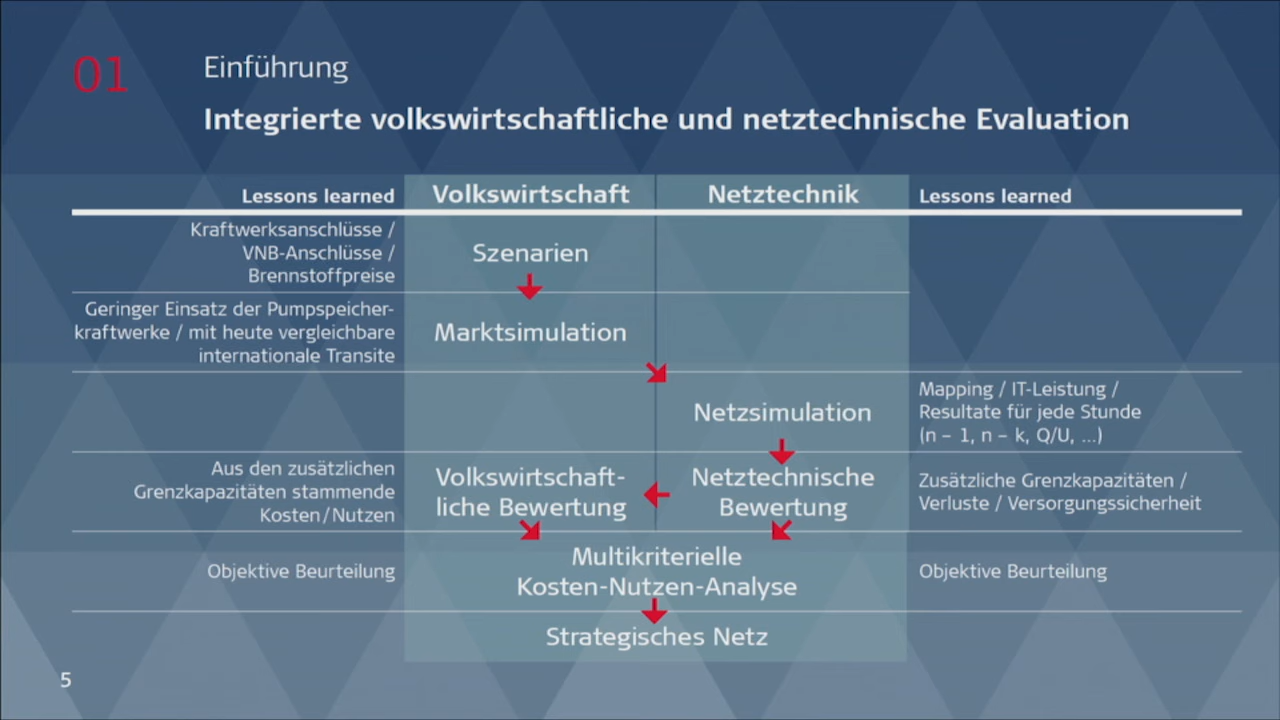 01
Einführung
Integrierte volkswirtschaftliche und netztechnische Evaluation
Lessons learned
Volkswirtschaft
Netztechnik
Lessons learned
Kraftwerksanschlüsse /
VNB-Anschlüsse /
Brennstoffpreise
Szenarien
Geringer Einsatz der Pumpspeicher-
kraftwerke / mit heute vergleichbare
internationale Transite
Marktsimulation
Netzsimulation
Mapping / IT-Leistung /
Resultate für jede Stunde
(n – 1, n – k, Q/U, ...)
Aus den zusätzlichen
Grenzkapazitäten stammende
Kosten/Nutzen
Volkswirtschaft-
liche Bewertung
Netztechnische
Bewertung
Zusätzliche Grenzkapazitäten /
Verluste / Versorgungssicherheit
Objektive Beurteilung
Multikriterielle
Kosten-Nutzen-Analyse
Objektive Beurteilung
Strategisches Netz
5